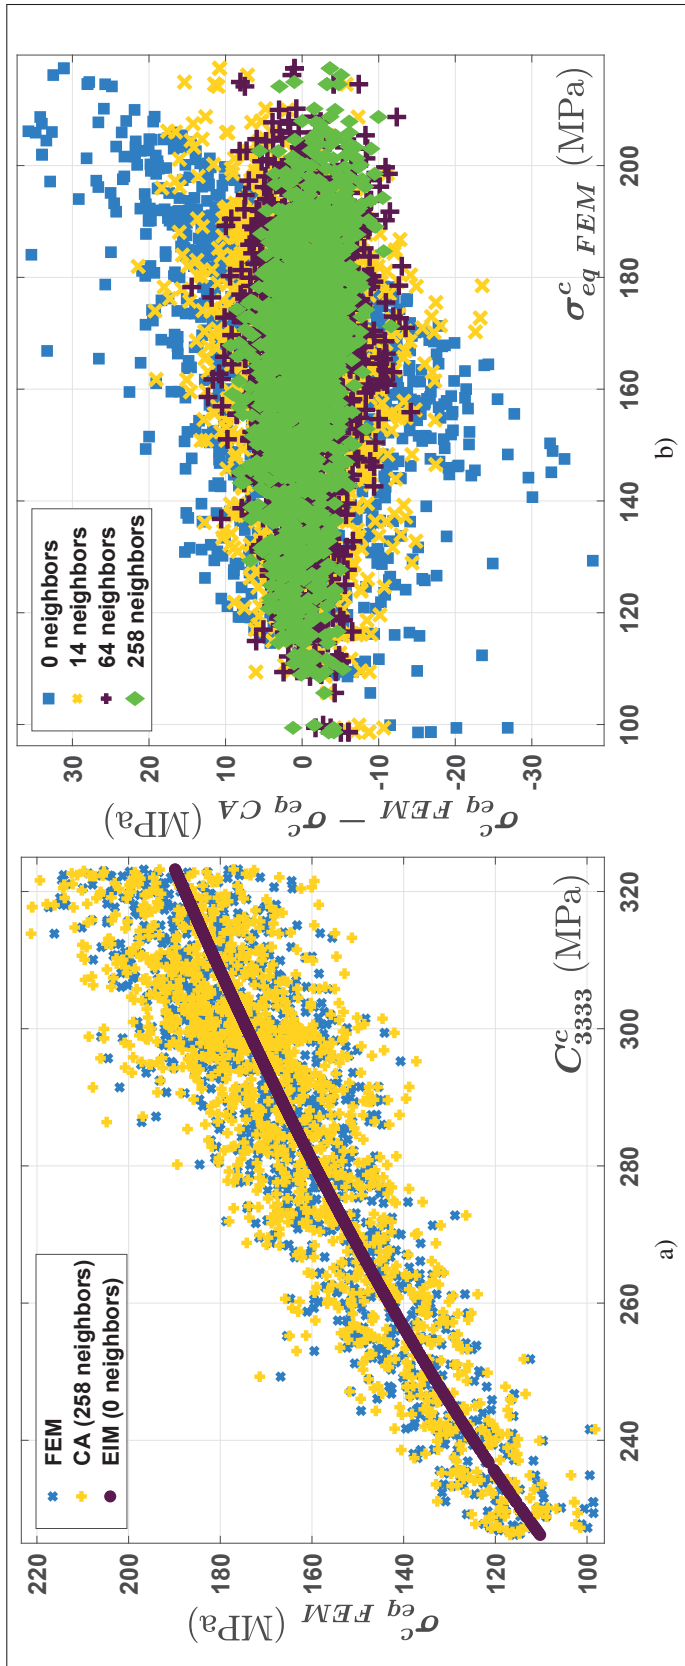 220
200
180
160
140
120
100
σ^c_eq FEM (MPa)
FEM
CA (258 neighbors)
EIM (0 neighbors)
240
260
280
300
320
C^c_3333 (MPa)
a)
30
20
10
0
-10
-20
-30
σ^c_eq FEM − σ^c_eq CA (MPa)
0 neighbors
14 neighbors
64 neighbors
258 neighbors
100
120
140
160
180
200
σ^c_eq FEM (MPa)
b)